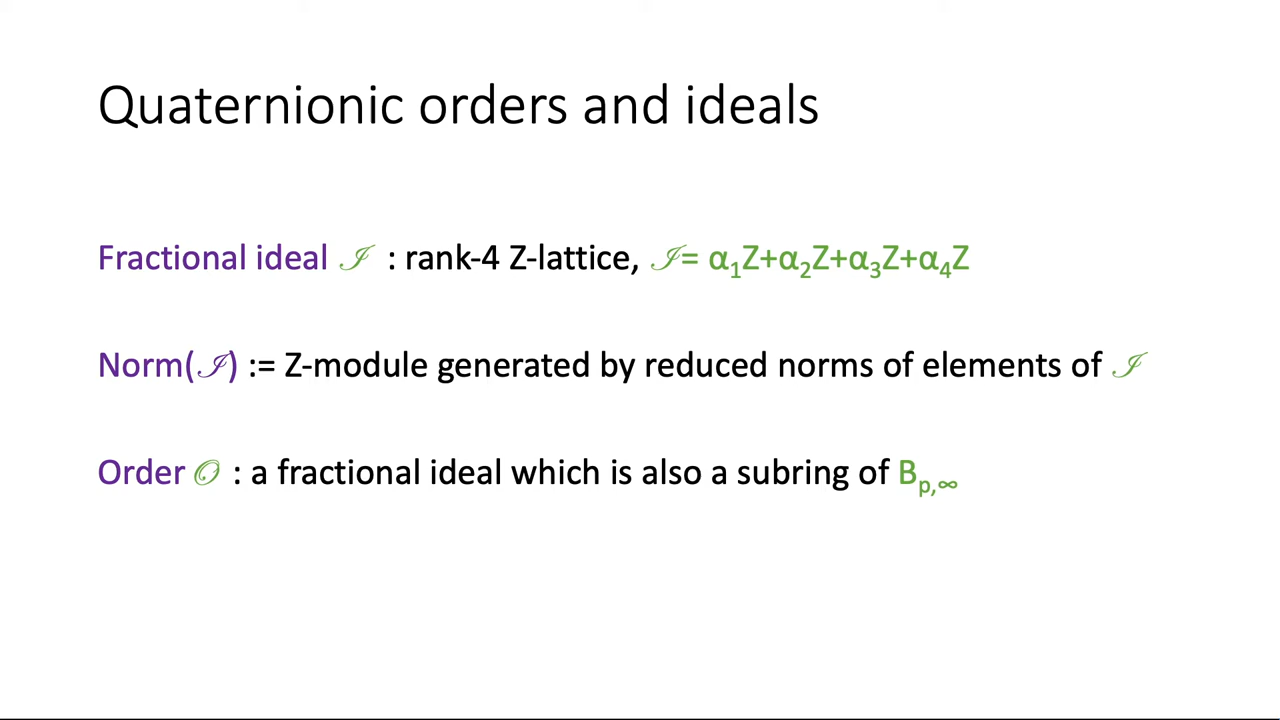 Quaternionic orders and ideals
Fractional ideal ℐ : rank-4 Z-lattice, ℐ= α₁Z+α₂Z+α₃Z+α₄Z
Norm(ℐ) := Z-module generated by reduced norms of elements of ℐ
Order 𝒪 : a fractional ideal which is also a subring of Bₚ,∞